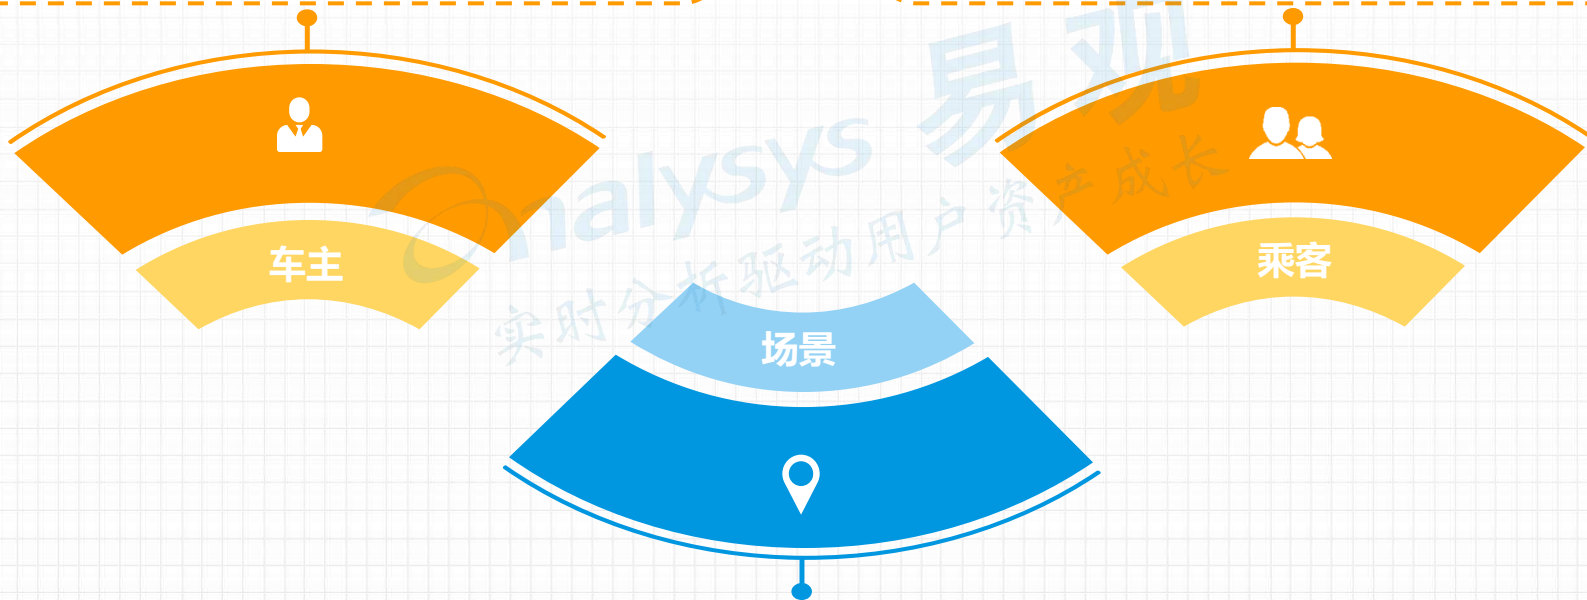 易观
nalysys
实时分析驱动用户资产成长
车主
乘客
场景